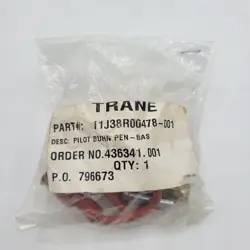 TRANE
PART#: 11J38R00478-001
DESC: PILOT BURN PEN-BAS
ORDER NO.436341.001
QTY: 1
P.O. 796673